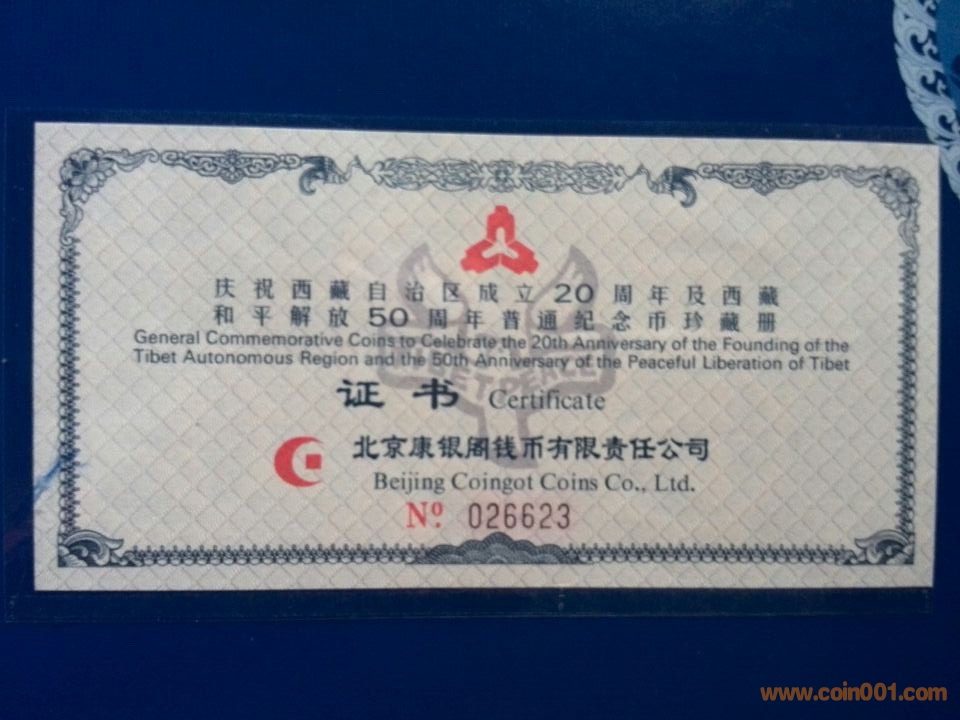 庆祝西藏自治区成立20周年及西藏
和平解放50周年普通纪念币珍藏册
General Commemorative Coins to Celebrate the 20th Anniversary of the Founding of the
Tibet Autonomous Region and the 50th Anniversary of the Peaceful Liberation of Tibet
证书 Certificate
北京康银阁钱币有限责任公司
Beijing Coingot Coins Co., Ltd.
Nº. 026623
www.coin001.com